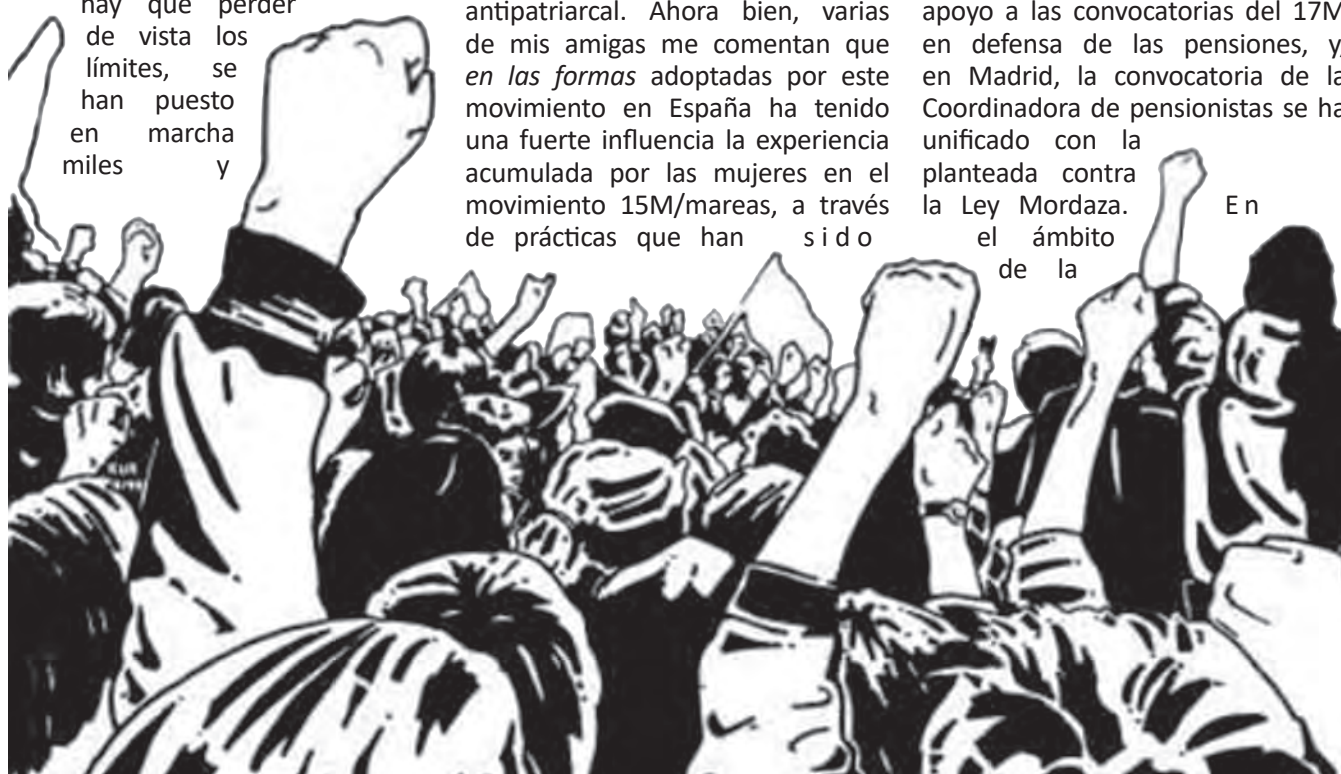 hay que perder
de vista los
límites, se
han puesto
en marcha
miles y
antipatriarcal. Ahora bien, varias
de mis amigas me comentan que
en las formas adoptadas por este
movimiento en España ha tenido
una fuerte influencia la experiencia
acumulada por las mujeres en el
movimiento 15M/mareas, a través
de prácticas que han sido
apoyo a las convocatorias del 17M
en defensa de las pensiones, y,
en Madrid, la convocatoria de la
Coordinadora de pensionistas se ha
unificado con la
planteada contra
la Ley Mordaza. En
el ámbito
de la